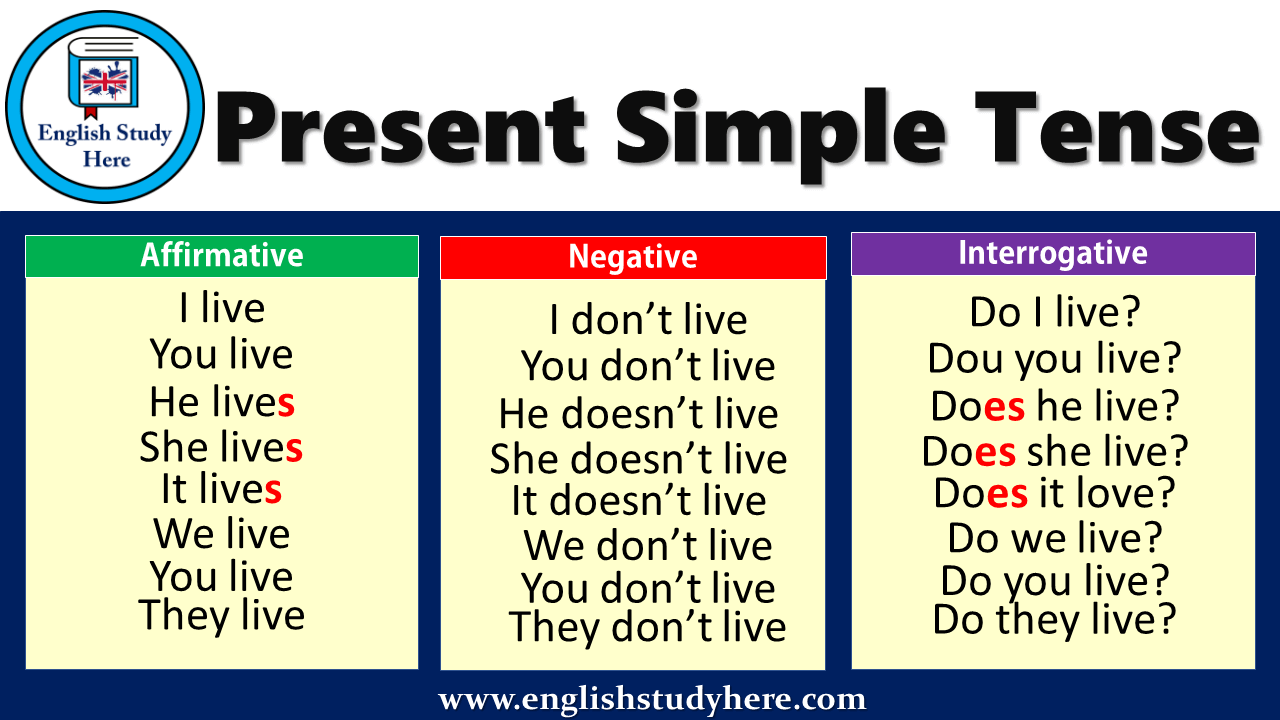 English Study
Here
Present Simple Tense
Affirmative
I live
You live
He lives
She lives
It lives
We live
You live
They live
Negative
I don’t live
You don’t live
He doesn’t live
She doesn’t live
It doesn’t live
We don’t live
You don’t live
They don’t live
Interrogative
Do I live?
Dou you live?
Does he live?
Does she live?
Does it love?
Do we live?
Do you live?
Do they live?
www.englishstudyhere.com